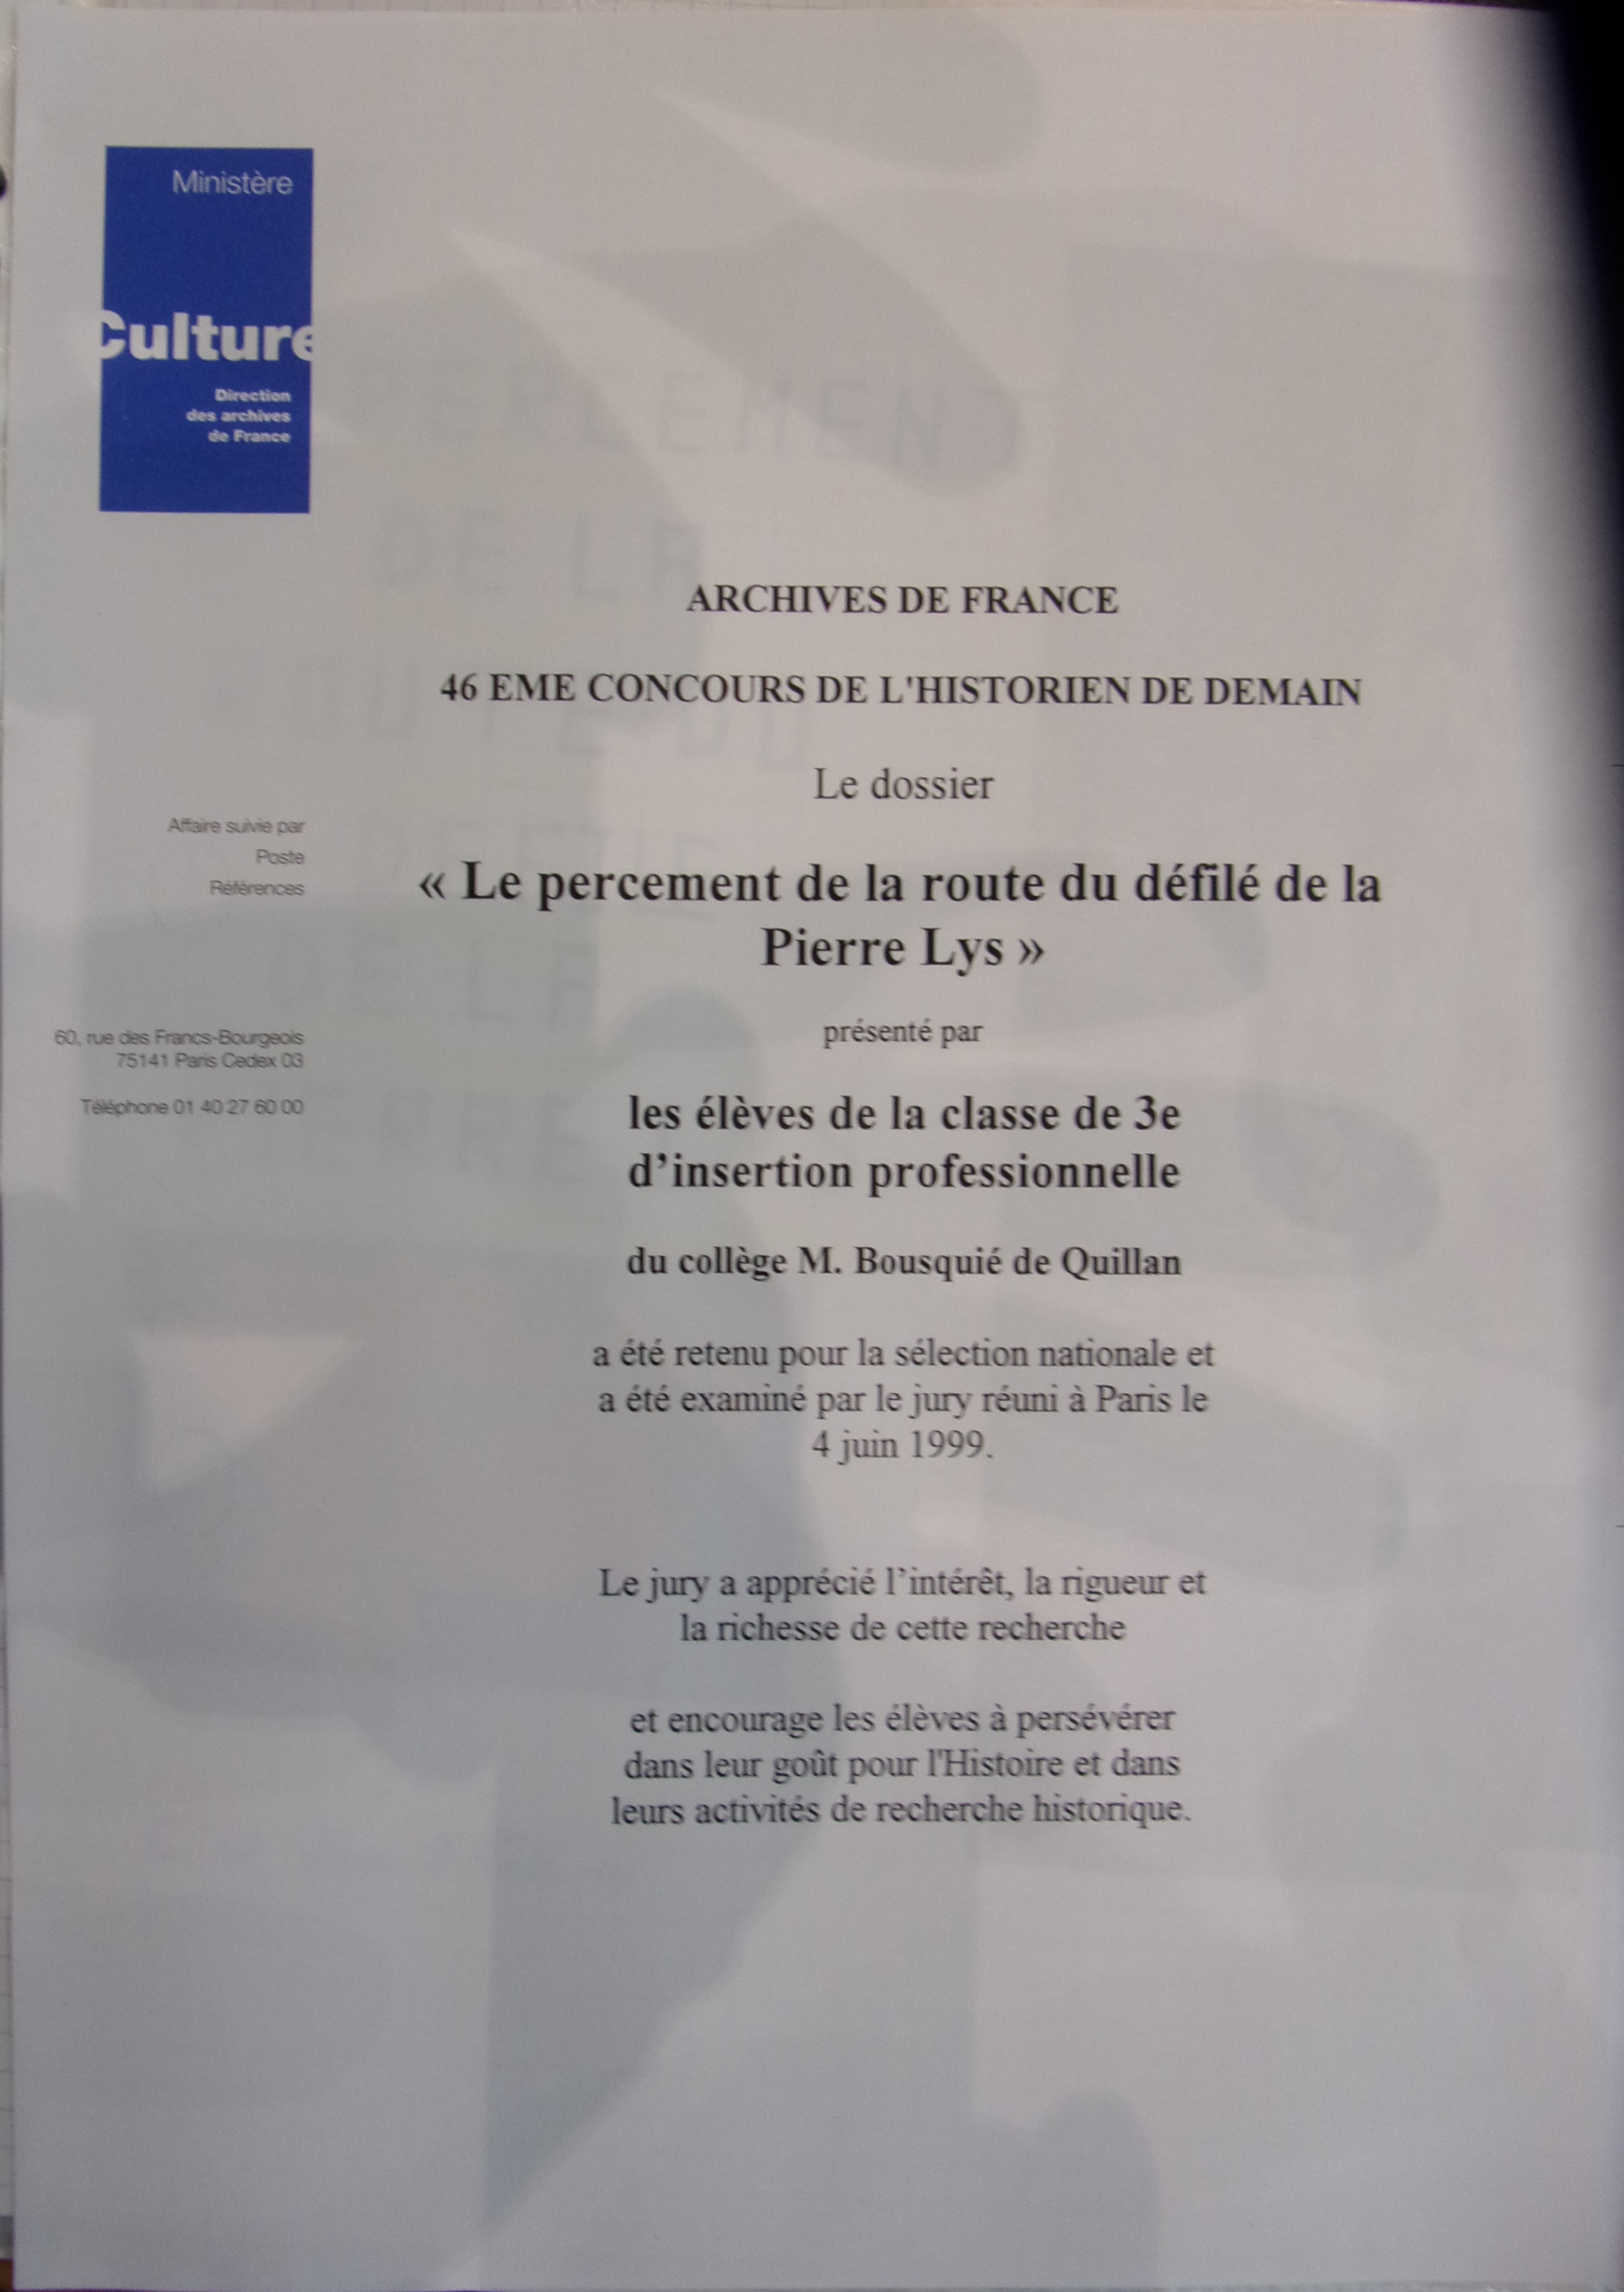 Ministère
Culture
Direction
des archives
de France
ARCHIVES DE FRANCE
46 EME CONCOURS DE L'HISTORIEN DE DEMAIN
Le dossier
Affaire suivie par
Poste
Références
« Le percement de la route du défilé de la
Pierre Lys »
présenté par
60, rue des Francs-Bourgeois
75141 Paris Cedex 03
Téléphone 01 40 27 60 00
les élèves de la classe de 3e
d’insertion professionnelle
du collège M. Bousquié de Quillan
a été retenu pour la sélection nationale et
a été examiné par le jury réuni à Paris le
4 juin 1999.
Le jury a apprécié l’intérêt, la rigueur et
la richesse de cette recherche
et encourage les élèves à persévérer
dans leur goût pour l'Histoire et dans
leurs activités de recherche historique.